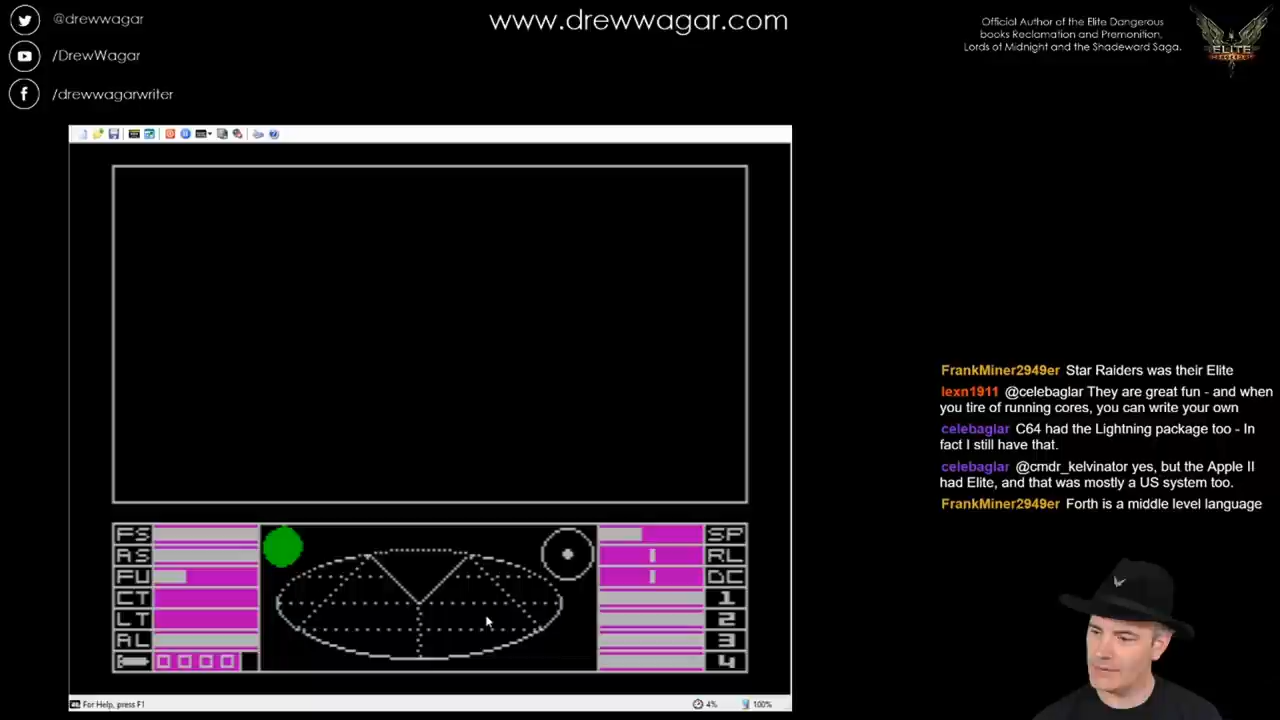 @drewwagar
/DrewWagar
/drewwagarwriter
www.drewwagar.com
Official Author of the Elite Dangerous
books Reclamation and Premonition,
Lords of Midnight and the Shadeward Saga.
ELITE
FrankMiner2949er Star Raiders was their Elite
lexn1911 @celebaglar They are great fun - and when
you tire of running cores, you can write your own
celebaglar C64 had the Lightning package too - In
fact I still have that.
celebaglar @cmdr_kelvinator yes, but the Apple II
had Elite, and that was mostly a US system too.
FrankMiner2949er Forth is a middle level language
FS
AS
FU
CT
LT
AL
SP
RL
DC
1
2
3
4
For Help, press F1
4%
100%